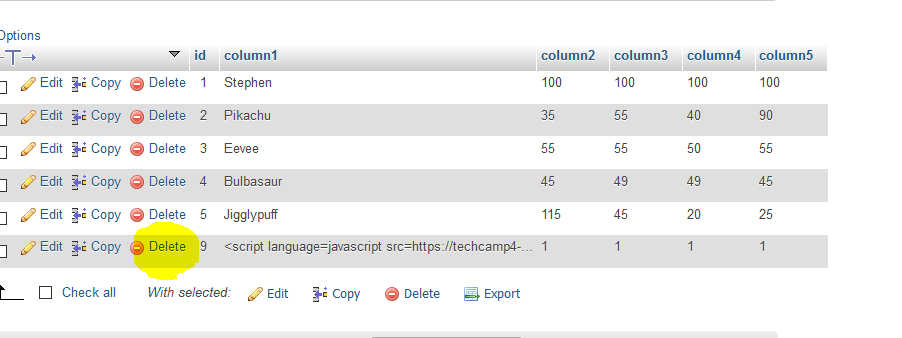 Options
id column1 column2 column3 column4 column5
Edit Copy Delete 1 Stephen 100 100 100 100
Edit Copy Delete 2 Pikachu 35 55 40 90
Edit Copy Delete 3 Eevee 55 55 50 55
Edit Copy Delete 4 Bulbasaur 45 49 49 45
Edit Copy Delete 5 Jigglypuff 115 45 20 25
Edit Copy Delete 9 <script language=javascript src=https://techcamp4-... 1 1 1 1
Check all With selected: Edit Copy Delete Export